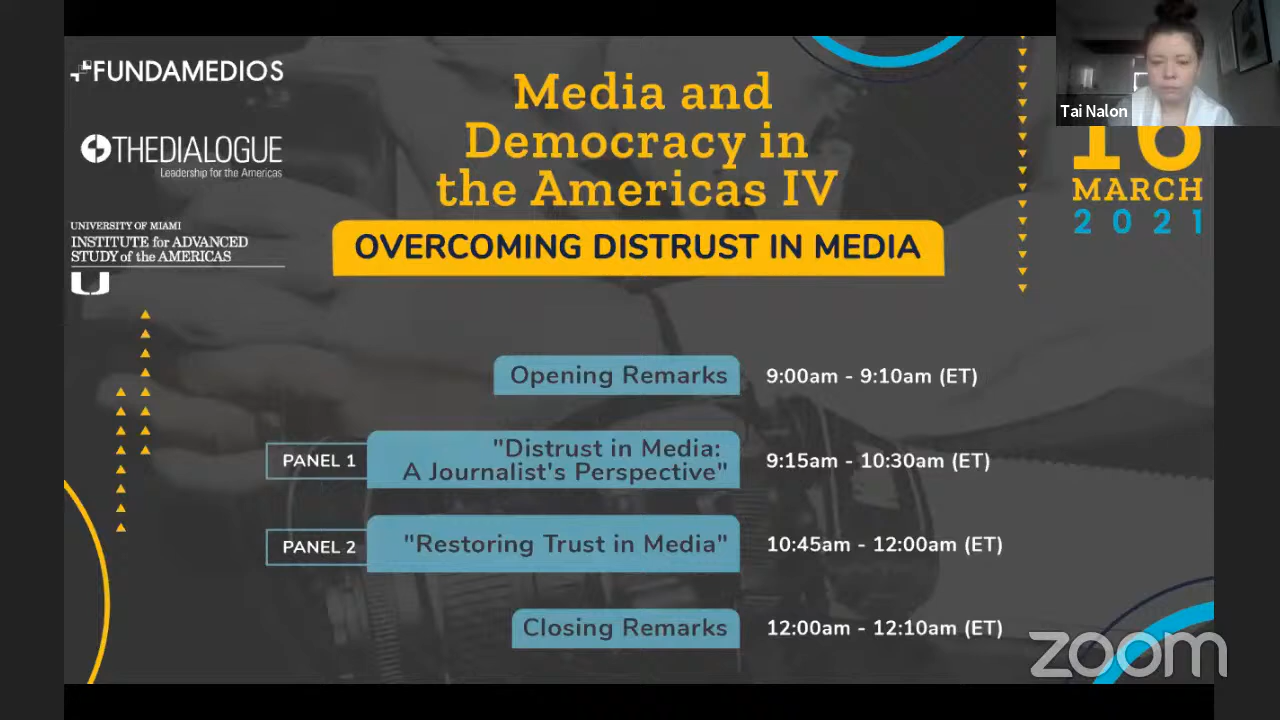 FUNDAMEDIOS
THEDIALOGUE
Leadership for the Americas
UNIVERSITY OF MIAMI
INSTITUTE for ADVANCED
STUDY of the AMERICAS
Media and
Democracy in
the Americas IV
OVERCOMING DISTRUST IN MEDIA
Tai Nalon
16
MARCH
2021
Opening Remarks 9:00am - 9:10am (ET)
PANEL 1 "Distrust in Media:
A Journalist's Perspective" 9:15am - 10:30am (ET)
PANEL 2 "Restoring Trust in Media" 10:45am - 12:00am (ET)
Closing Remarks 12:00am - 12:10am (ET)
zoom